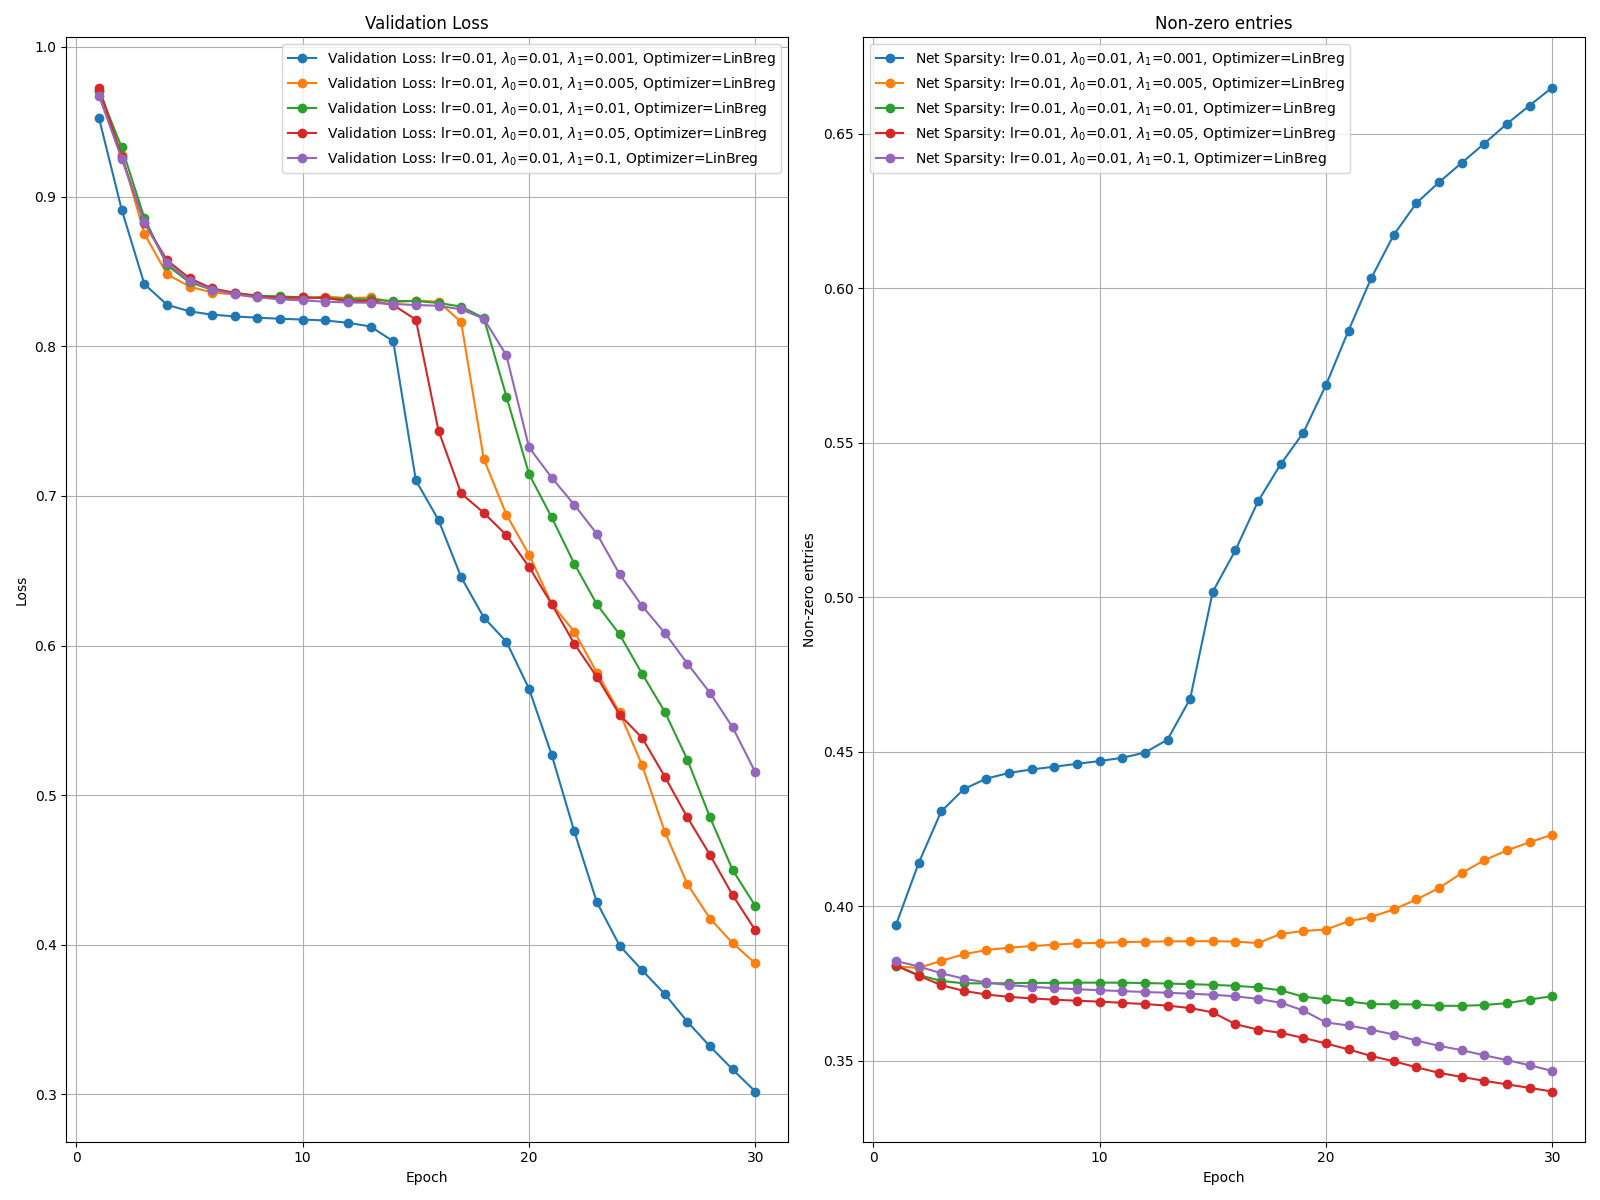 Validation Loss
Validation Loss: lr=0.01, λ₀=0.01, λ₁=0.001, Optimizer=LinBreg
Validation Loss: lr=0.01, λ₀=0.01, λ₁=0.005, Optimizer=LinBreg
Validation Loss: lr=0.01, λ₀=0.01, λ₁=0.01, Optimizer=LinBreg
Validation Loss: lr=0.01, λ₀=0.01, λ₁=0.05, Optimizer=LinBreg
Validation Loss: lr=0.01, λ₀=0.01, λ₁=0.1, Optimizer=LinBreg
1.0
0.9
0.8
0.7
0.6
0.5
0.4
0.3
Loss
0
10
20
30
Epoch
Non-zero entries
Net Sparsity: lr=0.01, λ₀=0.01, λ₁=0.001, Optimizer=LinBreg
Net Sparsity: lr=0.01, λ₀=0.01, λ₁=0.005, Optimizer=LinBreg
Net Sparsity: lr=0.01, λ₀=0.01, λ₁=0.01, Optimizer=LinBreg
Net Sparsity: lr=0.01, λ₀=0.01, λ₁=0.05, Optimizer=LinBreg
Net Sparsity: lr=0.01, λ₀=0.01, λ₁=0.1, Optimizer=LinBreg
0.65
0.60
0.55
0.50
0.45
0.40
0.35
Non-zero entries
0
10
20
30
Epoch